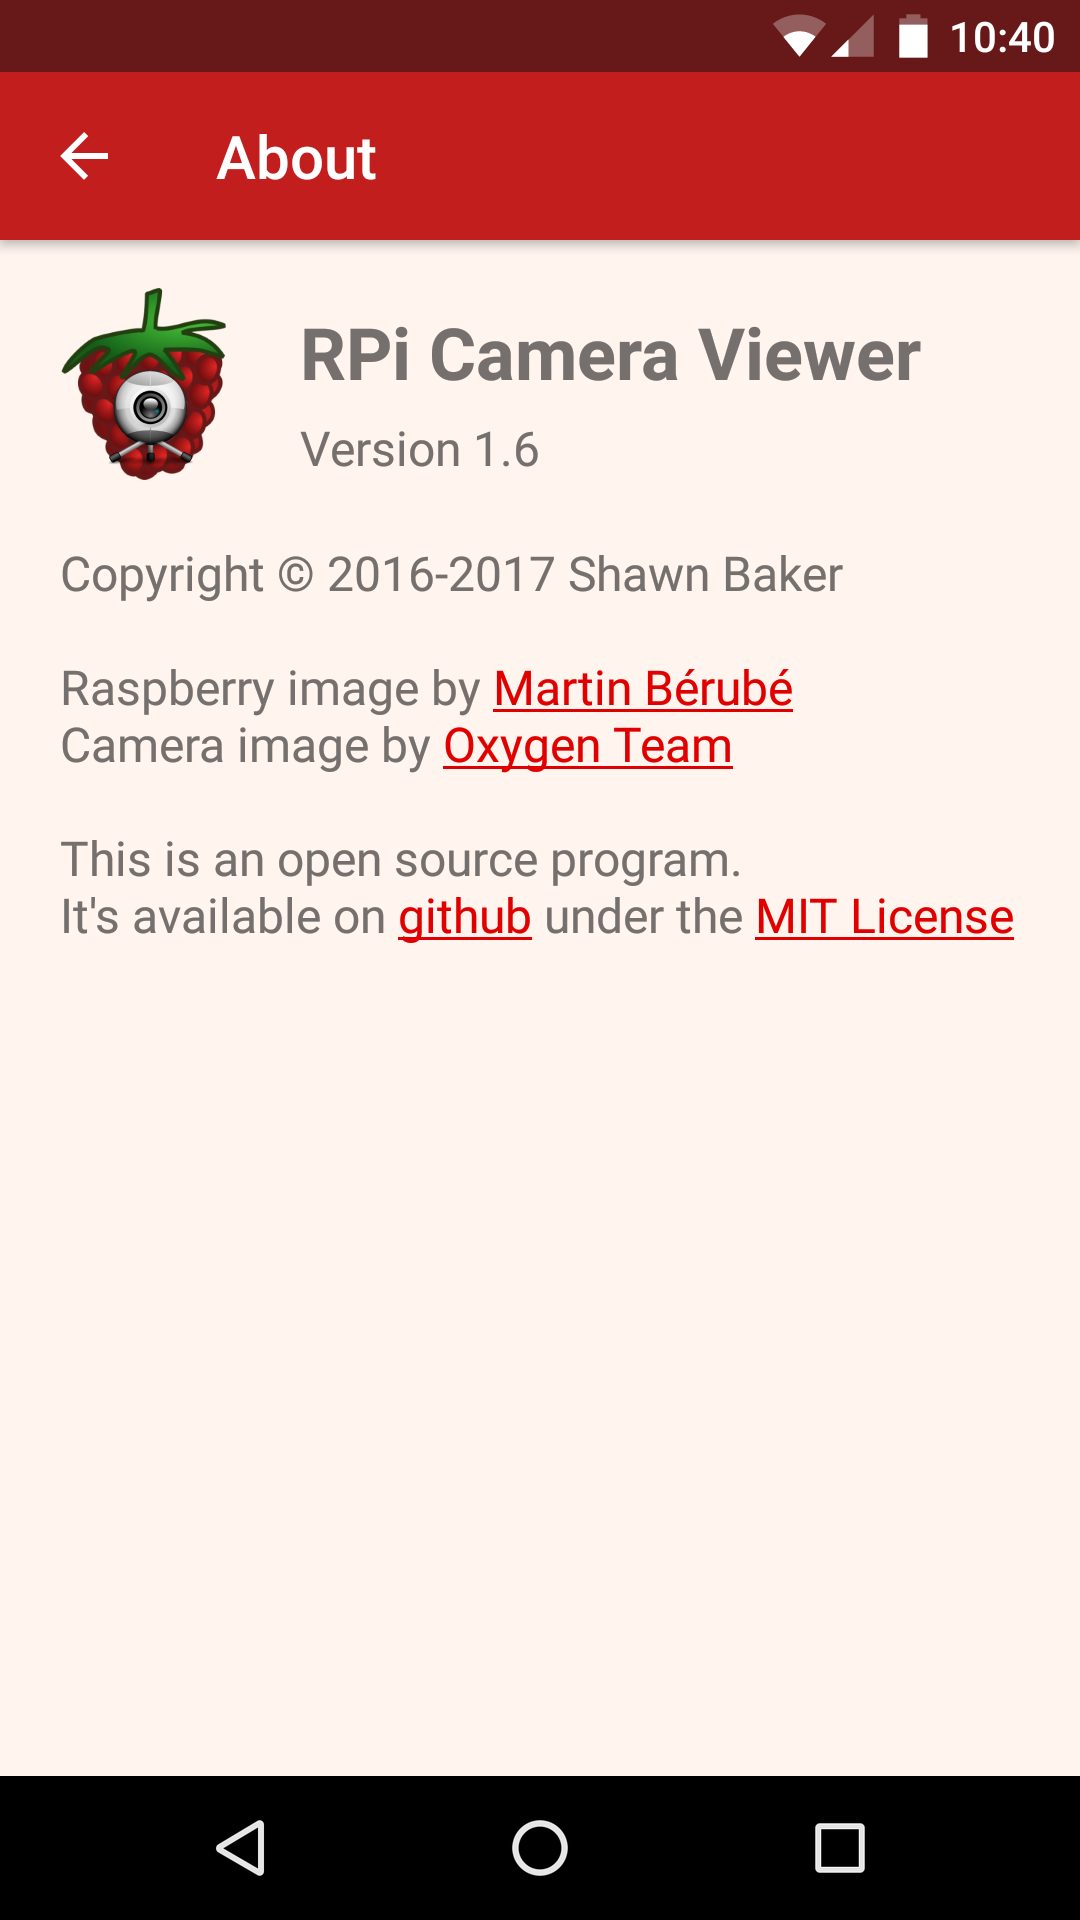 10:40
About
RPi Camera Viewer
Version 1.6
Copyright © 2016-2017 Shawn Baker
Raspberry image by Martin Bérubé
Camera image by Oxygen Team
This is an open source program.
It's available on github under the MIT License